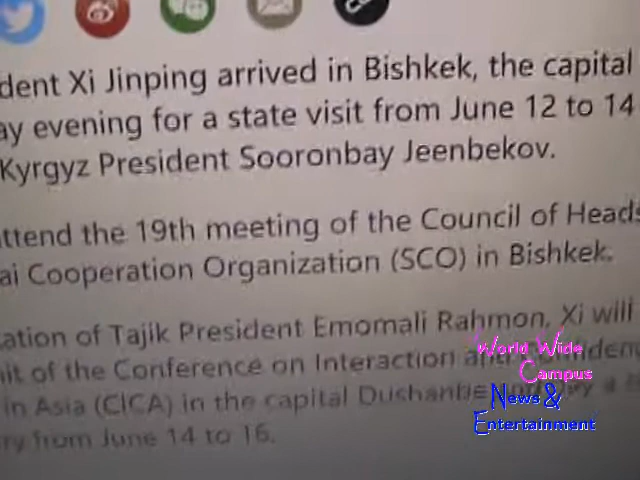 dent Xi Jinping arrived in Bishkek, the capital
ay evening for a state visit from June 12 to 14
Kyrgyz President Sooronbay Jeenbekov.
ttend the 19th meeting of the Council of Heads
ai Cooperation Organization (SCO) in Bishkek.
ation of Tajik President Emomali Rahmon, Xi will
it of the Conference on Interaction and
in Asia (CICA) in the capital Dushanbe
ry from June 14 to 16.
World Wide
Campus
News &
Entertainment